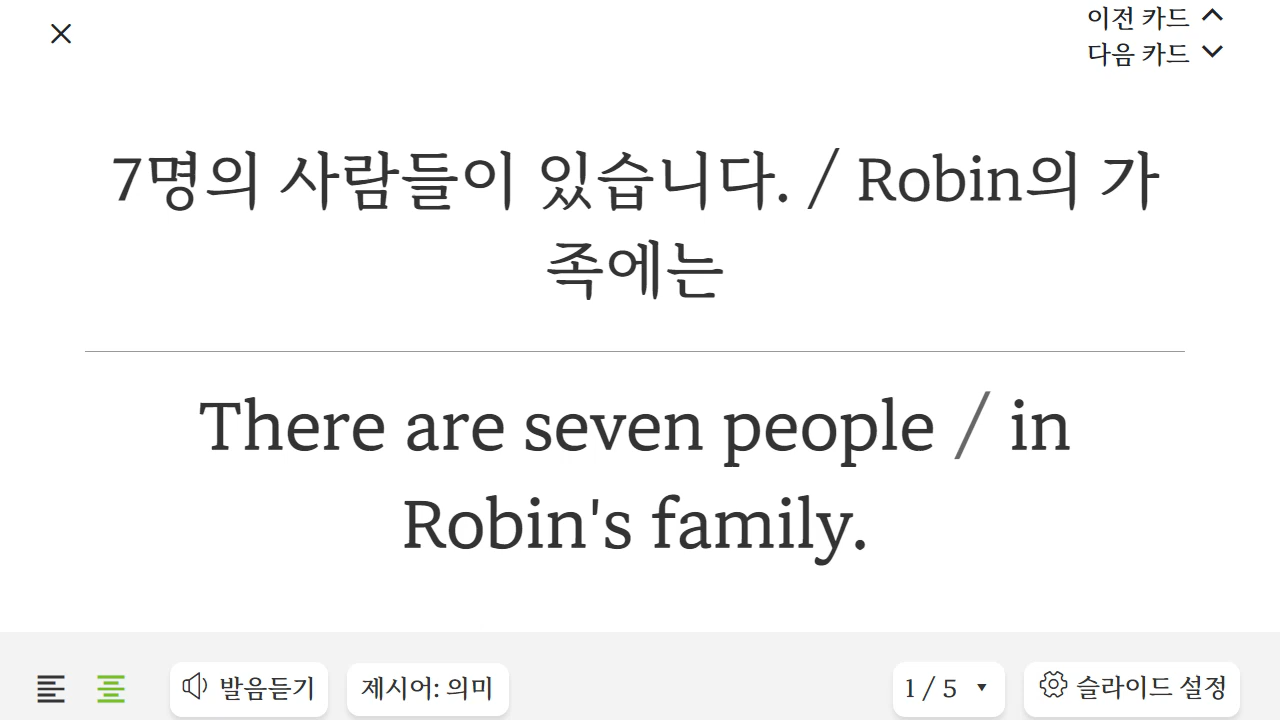 이전 카드
다음 카드
7명의 사람들이 있습니다. / Robin의 가
족에는
There are seven people / in
Robin's family.
발음듣기
제시어: 의미
1 / 5
슬라이드 설정